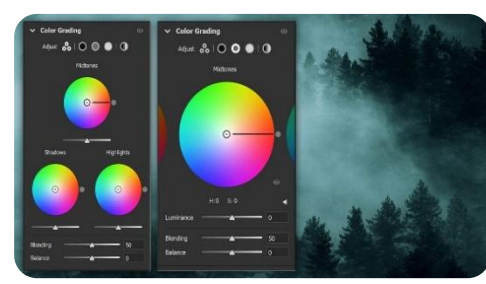 Color Grading
Adjust
Midtones
Shadows
Highlights
Blending 50
Balance 0
Color Grading
Adjust
Midtones
H:0 S:0
Luminance 0
Blending 50
Balance 0